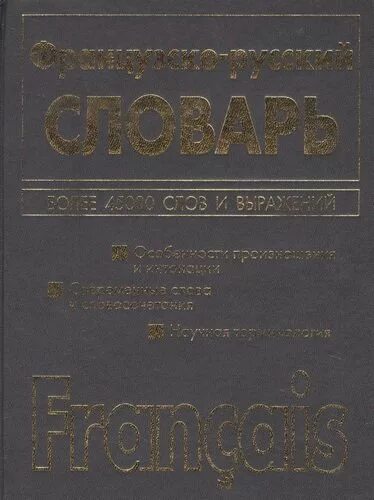 Французско-русский
СЛОВАРЬ
БОЛЕЕ 45000 СЛОВ И ВЫРАЖЕНИЙ
Особенности произношения
и интонации
Современные слова
и словосочетания
Научная терминология
Français